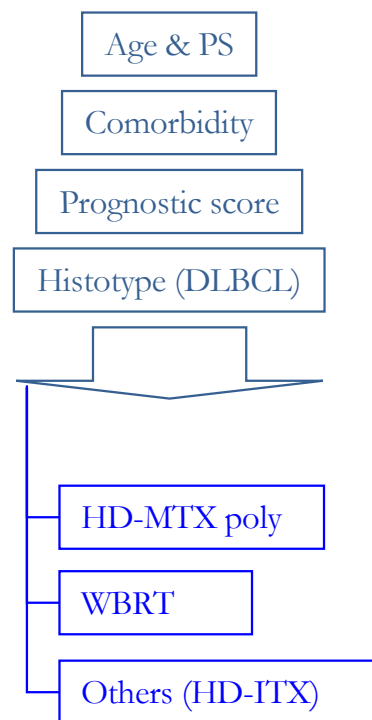 Age & PS
Comorbidity
Prognostic score
Histotype (DLBCL)
HD-MTX poly
WBRT
Others (HD-ITX)